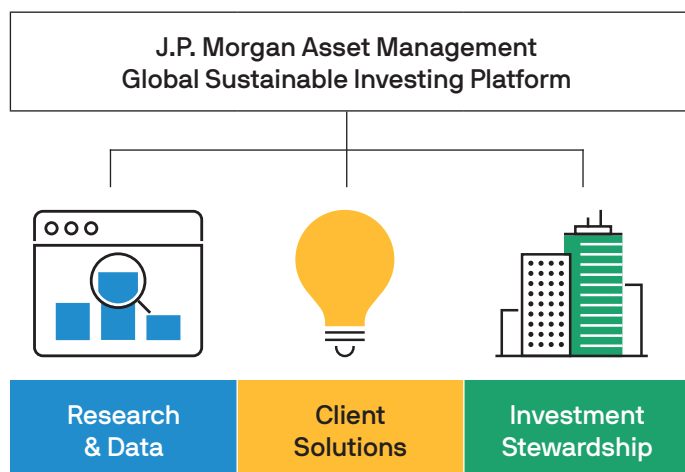 J.P. Morgan Asset Management
Global Sustainable Investing Platform
Research
& Data
Client
Solutions
Investment
Stewardship